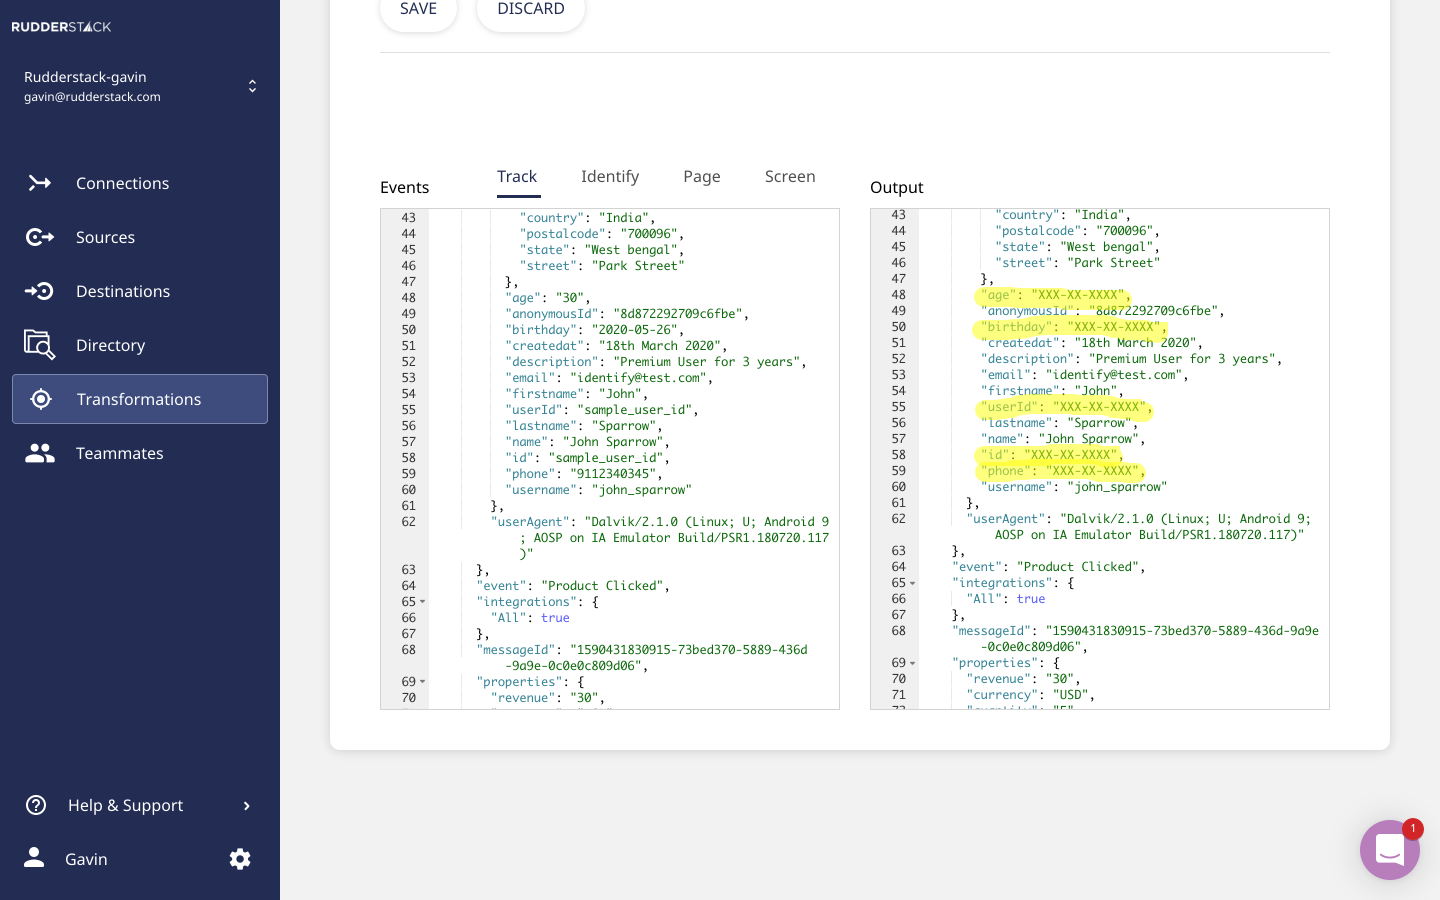 RUDDERSTACK
Rudderstack-gavin
gavin@rudderstack.com
Connections
Sources
Destinations
Directory
Transformations
Teammates
Help & Support
Gavin
SAVE
DISCARD
Events
Track
Identify
Page
Screen
43 "country": "India",
44 "postalcode": "700096",
45 "state": "West bengal",
46 "street": "Park Street"
47 },
48 "age": "30",
49 "anonymousId": "8d872292709c6fbe",
50 "birthday": "2020-05-26",
51 "createdat": "18th March 2020",
52 "description": "Premium User for 3 years",
53 "email": "identify@test.com",
54 "firstname": "John",
55 "userId": "sample_user_id",
56 "lastname": "Sparrow",
57 "name": "John Sparrow",
58 "id": "sample_user_id",
59 "phone": "9112340345",
60 "username": "john_sparrow"
61 },
62 "userAgent": "Dalvik/2.1.0 (Linux; U; Android 9
; AOSP on IA Emulator Build/PSR1.180720.117
)"
63 },
64 "event": "Product Clicked",
65 "integrations": {
66 "All": true
67 },
68 "messageId": "1590431830915-73bed370-5889-436d
-9a9e-0c0e0c809d06",
69 "properties": {
70 "revenue": "30",
Output
43 "country": "India",
44 "postalcode": "700096",
45 "state": "West bengal",
46 "street": "Park Street"
47 },
48 "age": "XXX-XX-XXXX",
49 "anonymousId": "8d872292709c6fbe",
50 "birthday": "XXX-XX-XXXX",
51 "createdat": "18th March 2020",
52 "description": "Premium User for 3 years",
53 "email": "identify@test.com",
54 "firstname": "John",
55 "userId": "XXX-XX-XXXX",
56 "lastname": "Sparrow",
57 "name": "John Sparrow",
58 "id": "XXX-XX-XXXX",
59 "phone": "XXX-XX-XXXX",
60 "username": "john_sparrow"
61 },
62 "userAgent": "Dalvik/2.1.0 (Linux; U; Android 9;
AOSP on IA Emulator Build/PSR1.180720.117)"
63 },
64 "event": "Product Clicked",
65 "integrations": {
66 "All": true
67 },
68 "messageId": "1590431830915-73bed370-5889-436d-9a9e
-0c0e0c809d06",
69 "properties": {
70 "revenue": "30",
71 "currency": "USD",
1